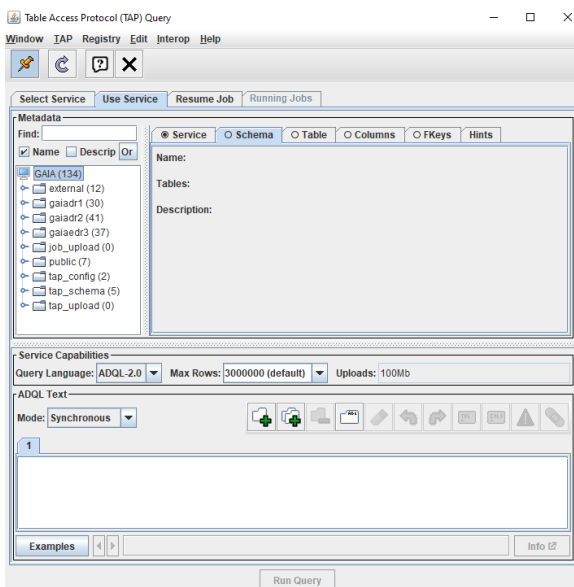 Table Access Protocol (TAP) Query
Window TAP Registry Edit Interop Help
Select Service Use Service Resume Job Running Jobs
Metadata
Find:
Name Descrip Or
GAIA (134)
external (12)
gaiadr1 (30)
gaiadr2 (41)
gaiaedr3 (37)
job_upload (0)
public (7)
tap_config (2)
tap_schema (5)
tap_upload (0)
Service Schema Table Columns FKeys Hints
Name:
Tables:
Description:
Service Capabilities
Query Language: ADQL-2.0 Max Rows: 3000000 (default) Uploads: 100Mb
ADQL Text
Mode: Synchronous
1
Examples Info
Run Query